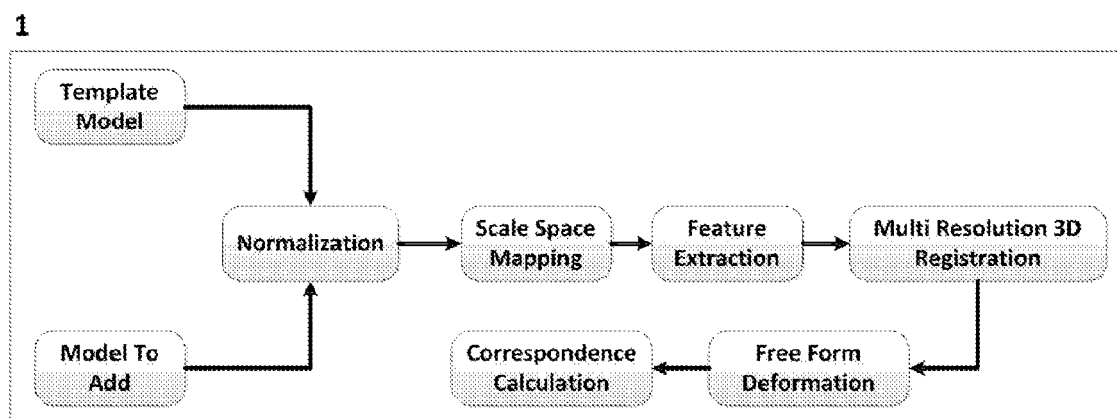 1
Template
Model
Normalization
Scale Space
Mapping
Feature
Extraction
Multi Resolution 3D
Registration
Model To
Add
Correspondence
Calculation
Free Form
Deformation